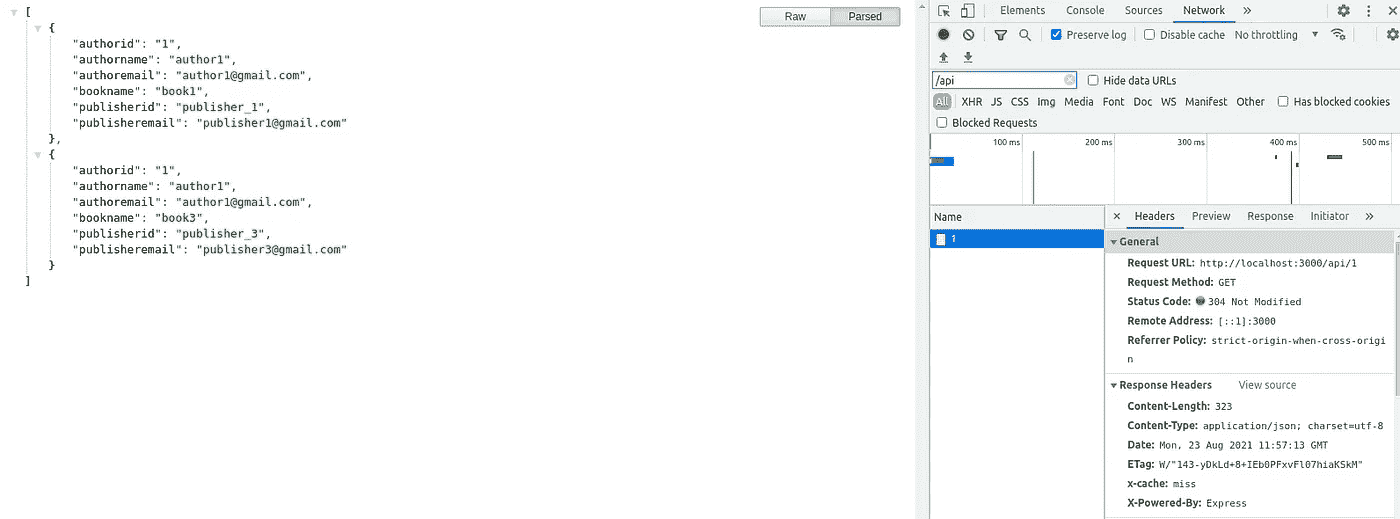 [
{
"authorid": "1",
"authorname": "author1",
"authoremail": "author1@gmail.com",
"bookname": "book1",
"publisherid": "publisher_1",
"publisheremail": "publisher1@gmail.com"
},
{
"authorid": "1",
"authorname": "author1",
"authoremail": "author1@gmail.com",
"bookname": "book3",
"publisherid": "publisher_3",
"publisheremail": "publisher3@gmail.com"
}
]
Raw Parsed
Elements Console Sources Network »
Preserve log Disable cache No throttling
/api Hide data URLs
All XHR JS CSS Img Media Font Doc WS Manifest Other Has blocked cookies
Blocked Requests
100 ms 200 ms 300 ms 400 ms 500 ms
Name
1
× Headers Preview Response Initiator »
General
Request URL: http://localhost:3000/api/1
Request Method: GET
Status Code: 304 Not Modified
Remote Address: [::1]:3000
Referrer Policy: strict-origin-when-cross-origi
n
Response Headers View source
Content-Length: 323
Content-Type: application/json; charset=utf-8
Date: Mon, 23 Aug 2021 11:57:13 GMT
ETag: W/"143-yDkLd+8+IEb0PFxvFl07hiaKSkM"
x-cache: miss
X-Powered-By: Express